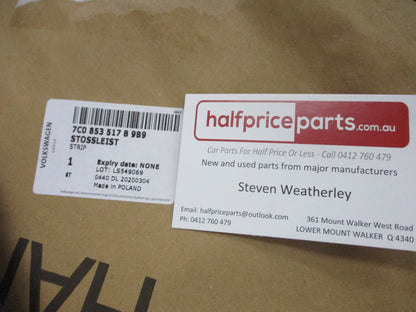 VOLKSWAGEN
GROUP
7C0 853 517 B 9B9
STOSSLEIST
STRIP
1
ST
Expiry date: NONE
LOT: LS549069
0440 DL 20200304
Made in POLAND
halfpriceparts.com.au
Car Parts For Half Price Or Less - Call 0412 760 479
New and used parts from major manufacturers
Steven Weatherley
Email: halfpriceparts@outlook.com
Ph: 0412 760 479
361 Mount Walker West Road
LOWER MOUNT WALKER Q 4340